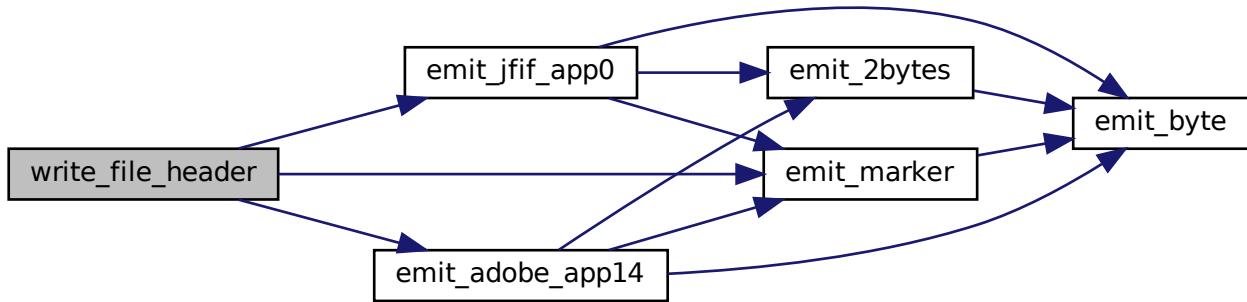 emit_jfif_app0
emit_2bytes
emit_byte
write_file_header
emit_marker
emit_adobe_app14